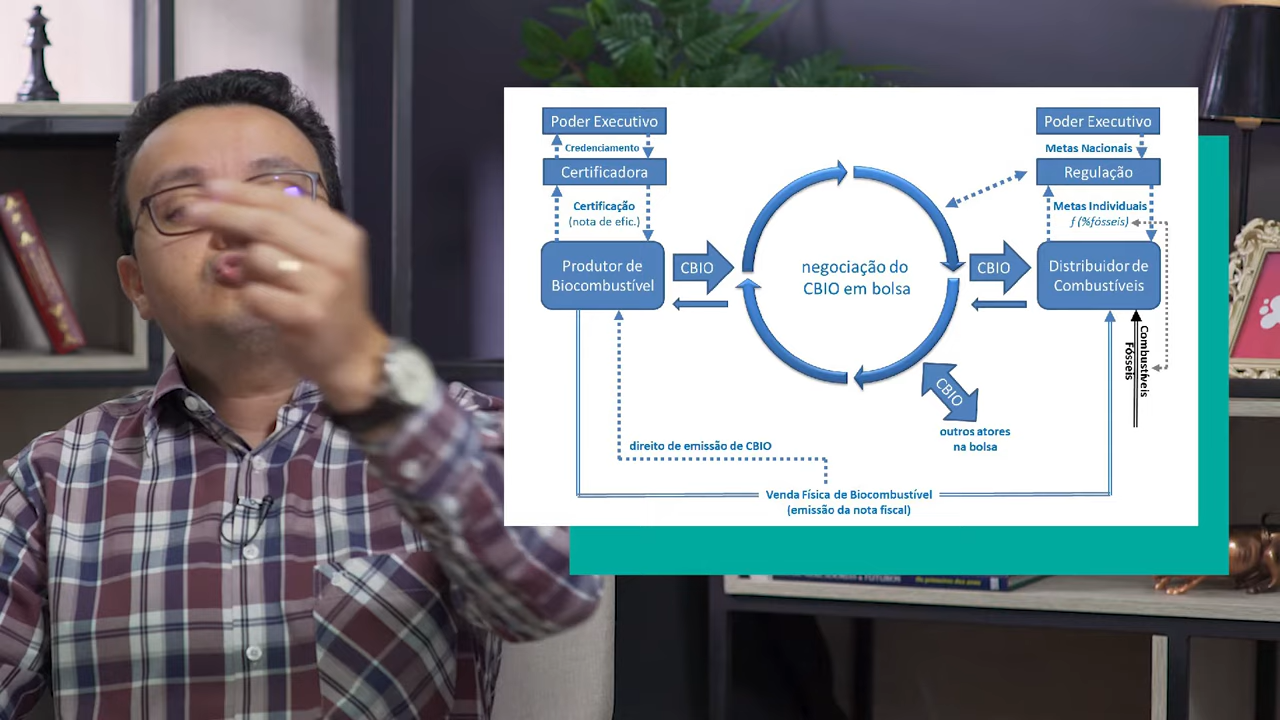 Poder Executivo
Credenciamento
Certificadora
Certificação
(nota de efic.)
Produtor de
Biocombustível
CBIO
negociação do
CBIO em bolsa
CBIO
Poder Executivo
Metas Nacionais
Regulação
Metas Individuais
f (%fósseis)
Distribuidor de
Combustíveis
Combustíveis
Fósseis
CBIO
outros atores
na bolsa
direito de emissão de CBIO
Venda Física de Biocombustível
(emissão da nota fiscal)